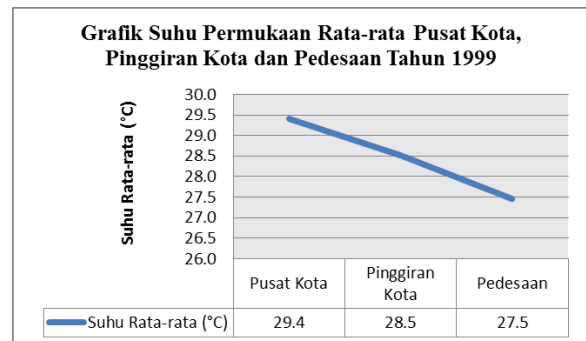 Grafik Suhu Permukaan Rata-rata Pusat Kota,
Pinggiran Kota dan Pedesaan Tahun 1999
Suhu Rata-rata (°C)
30.0
29.5
29.0
28.5
28.0
27.5
27.0
26.5
26.0
Pusat Kota
Pinggiran
Kota
Pedesaan
Suhu Rata-rata (°C) 29.4 28.5 27.5